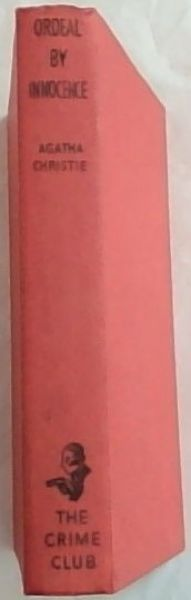 ORDEAL
BY
INNOCENCE
AGATHA
CHRISTIE
THE
CRIME
CLUB